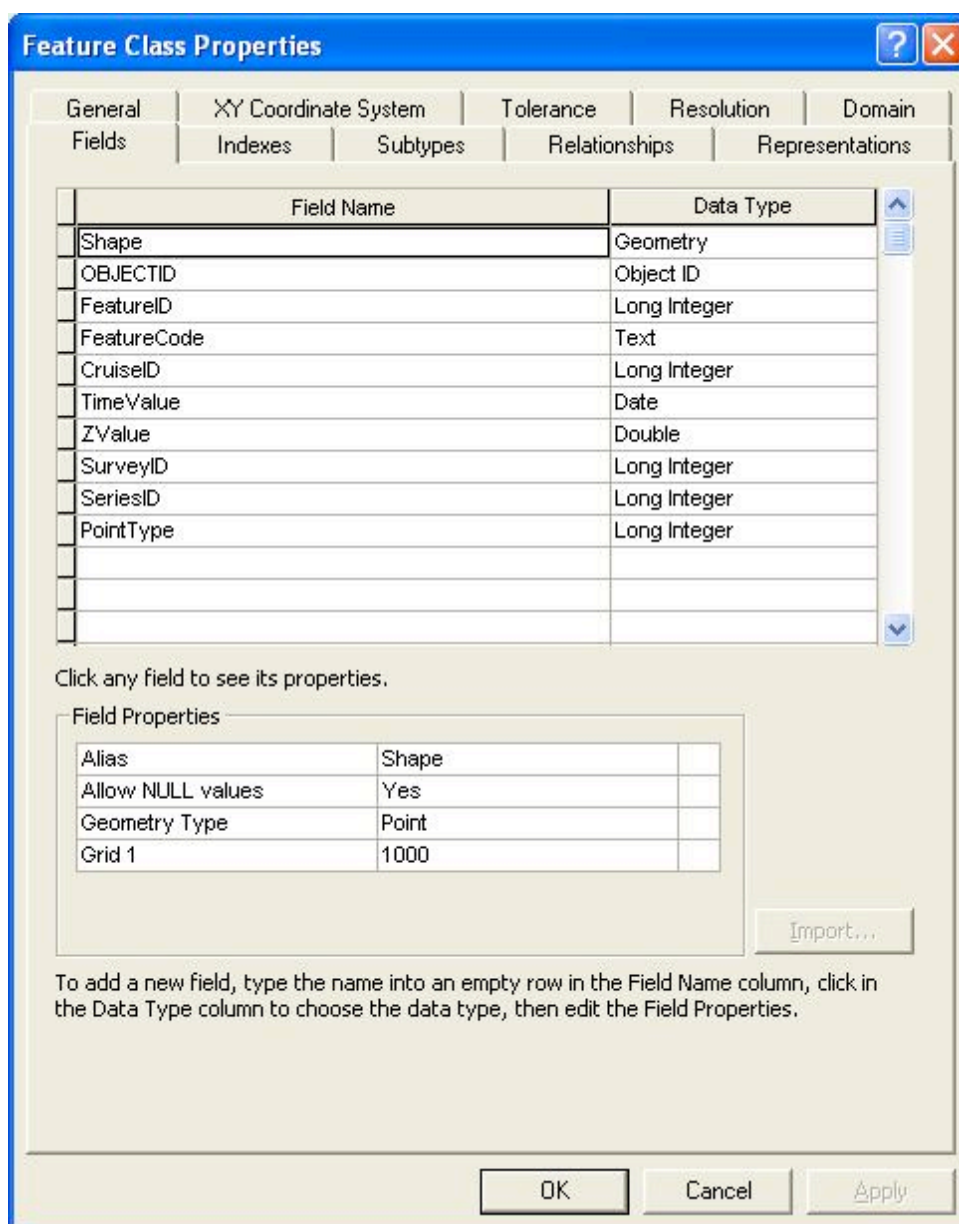 Feature Class Properties
General XY Coordinate System Tolerance Resolution Domain
Fields Indexes Subtypes Relationships Representations
Field Name Data Type
Shape Geometry
OBJECTID Object ID
FeatureID Long Integer
FeatureCode Text
CruiseID Long Integer
TimeValue Date
ZValue Double
SurveyID Long Integer
SeriesID Long Integer
PointType Long Integer
Click any field to see its properties.
Field Properties
Alias Shape
Allow NULL values Yes
Geometry Type Point
Grid 1 1000
Import...
To add a new field, type the name into an empty row in the Field Name column, click in
the Data Type column to choose the data type, then edit the Field Properties.
OK Cancel Apply